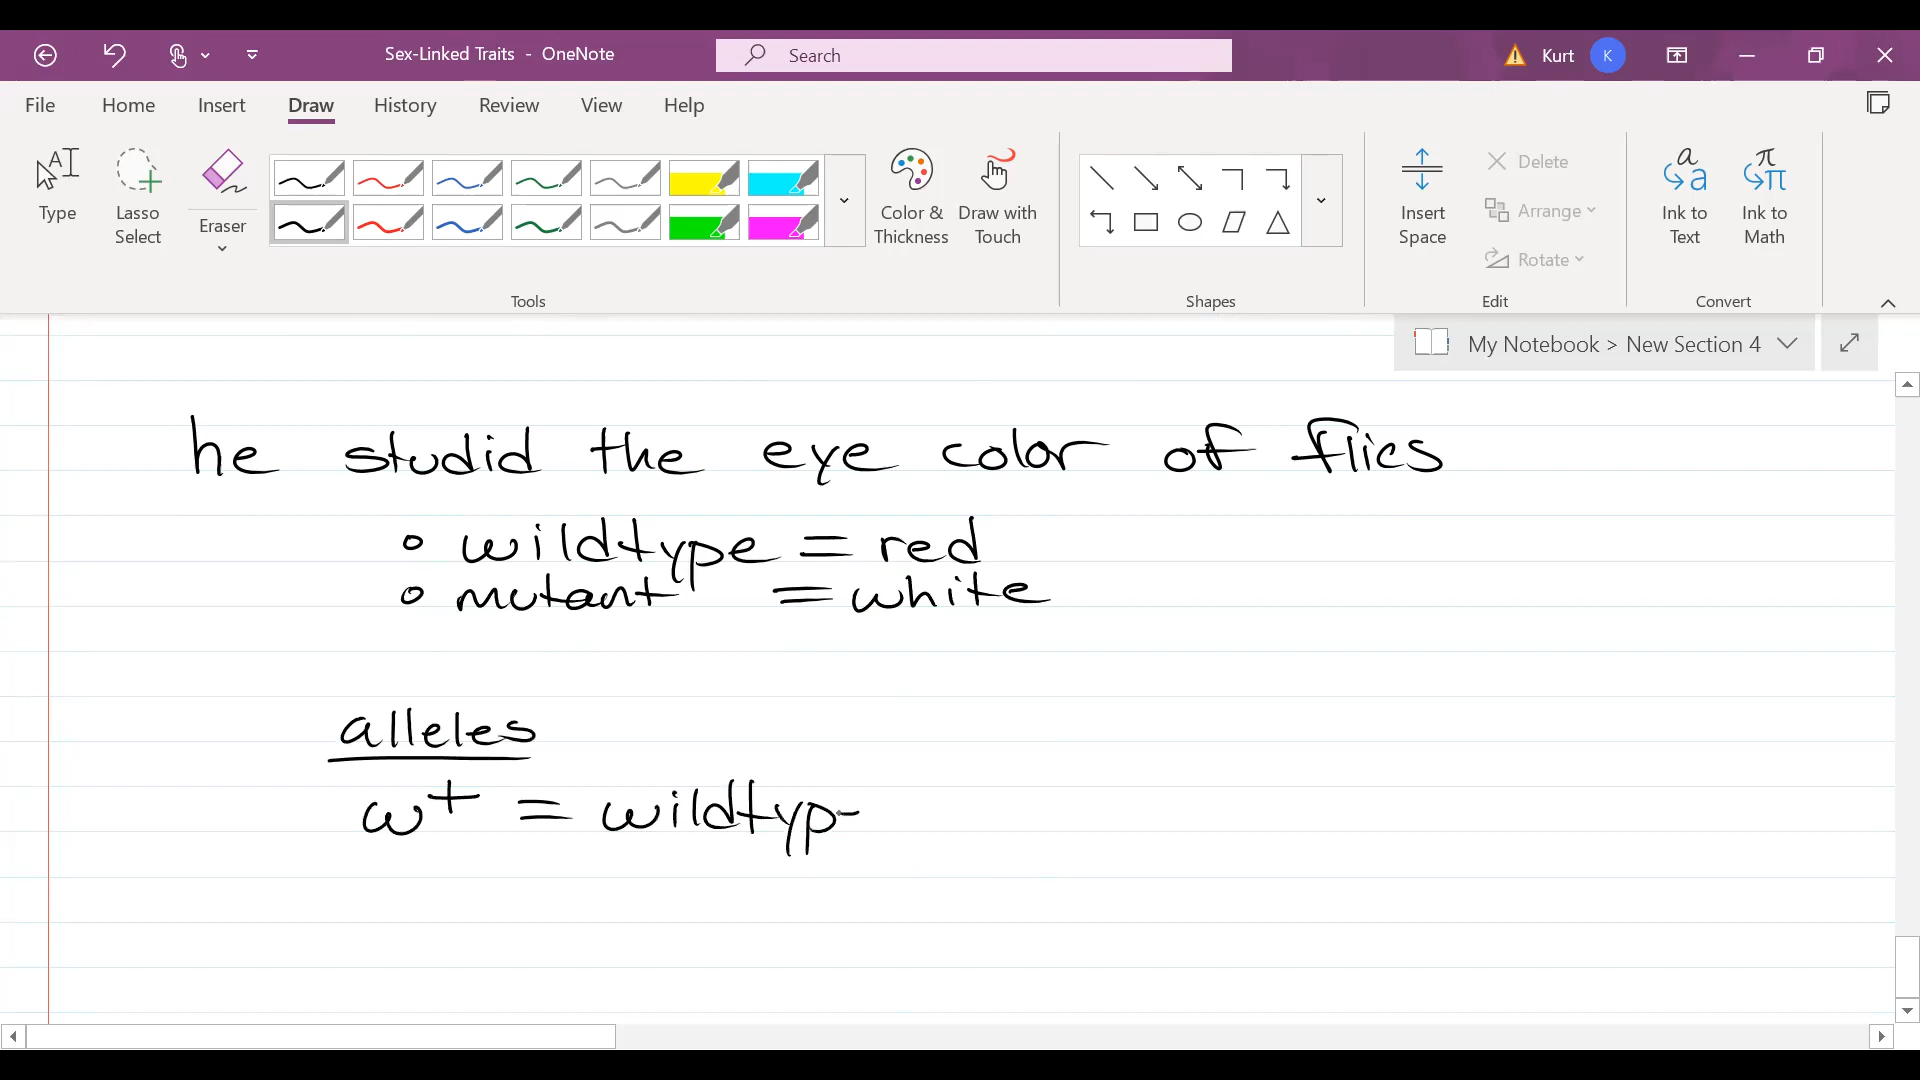 Sex-Linked Traits - OneNote
Search
Kurt
K
File Home Insert Draw History Review View Help
Type
Lasso Select
Eraser
Color & Thickness
Draw with Touch
Insert Space
Delete
Arrange
Rotate
Ink to Text
Ink to Math
Tools
Shapes
Edit
Convert
My Notebook > New Section 4
he studid the eye color of flies
wildtype = red
mutant = white
alleles
w+ = wildtyp